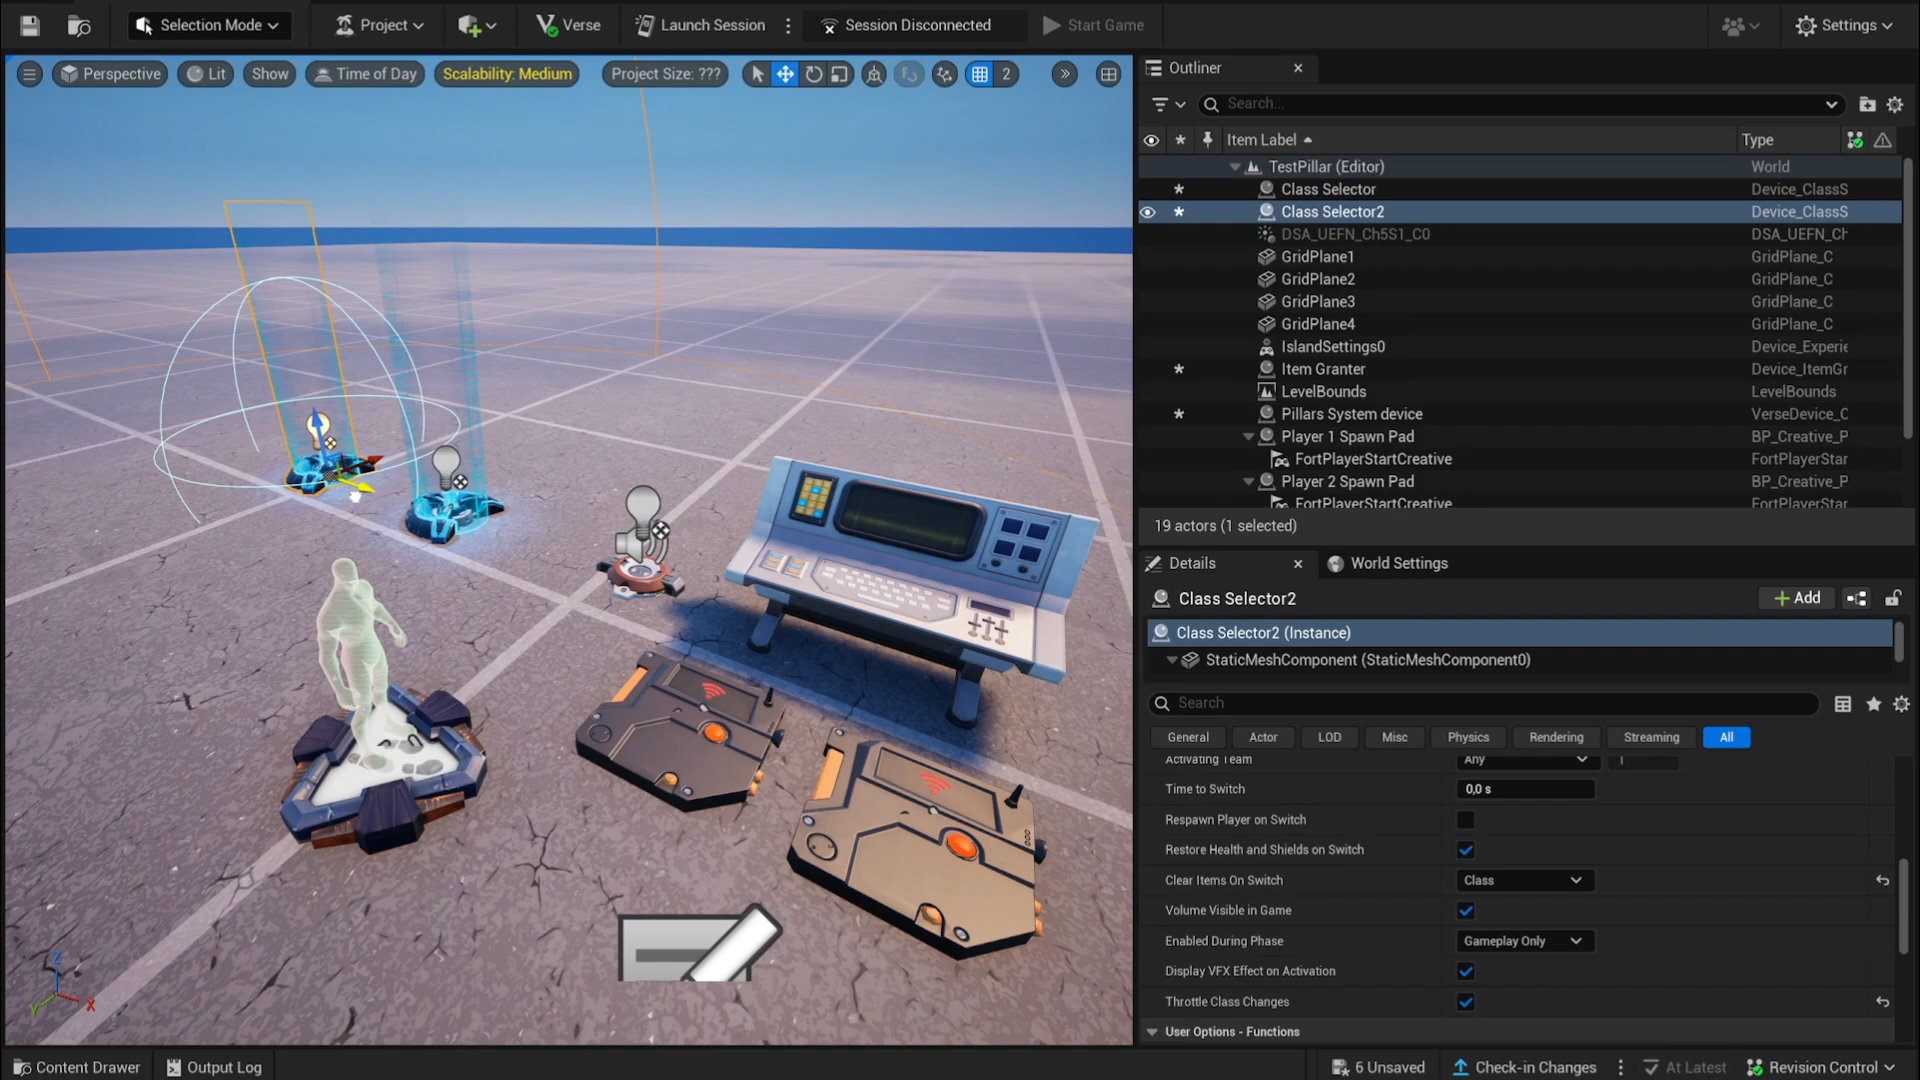 Selection Mode
Project
Verse
Launch Session
Session Disconnected
Start Game
Settings
Perspective
Lit
Show
Time of Day
Scalability: Medium
Project Size: ???
2
Outliner
Search...
Item Label
Type
TestPillar (Editor)
World
Class Selector
Device_ClassS
Class Selector2
Device_ClassS
DSA_UEFN_Ch5S1_C0
DSA_UEFN_Ch
GridPlane1
GridPlane_C
GridPlane2
GridPlane_C
GridPlane3
GridPlane_C
GridPlane4
GridPlane_C
IslandSettings0
Device_Experie
Item Granter
Device_ItemGr
LevelBounds
LevelBounds
Pillars System device
VerseDevice_C
Player 1 Spawn Pad
BP_Creative_P
FortPlayerStartCreative
FortPlayerStar
Player 2 Spawn Pad
BP_Creative_P
FortPlayerStartCreative
FortPlayerStar
19 actors (1 selected)
Details
World Settings
Class Selector2
Add
Class Selector2 (Instance)
StaticMeshComponent (StaticMeshComponent0)
Search
General
Actor
LOD
Misc
Physics
Rendering
Streaming
All
Activating Team
Any
1
Time to Switch
0,0 s
Respawn Player on Switch
Restore Health and Shields on Switch
Clear Items On Switch
Class
Volume Visible in Game
Enabled During Phase
Gameplay Only
Display VFX Effect on Activation
Throttle Class Changes
User Options - Functions
Z
Y
X
Content Drawer
Output Log
6 Unsaved
Check-in Changes
At Latest
Revision Control